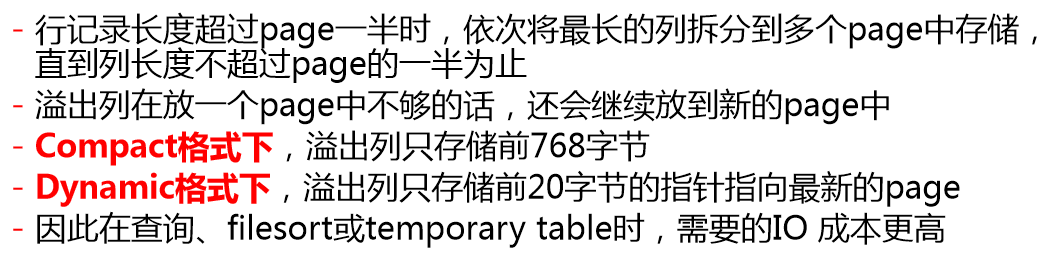 - 行记录长度超过page一半时，依次将最长的列拆分到多个page中存储，
直到列长度不超过page的一半为止
- 溢出列在放一个page中不够的话，还会继续放到新的page中
- Compact格式下，溢出列只存储前768字节
- Dynamic格式下，溢出列只存储前20字节的指针指向最新的page
- 因此在查询、filesort或temporary table时，需要的IO 成本更高